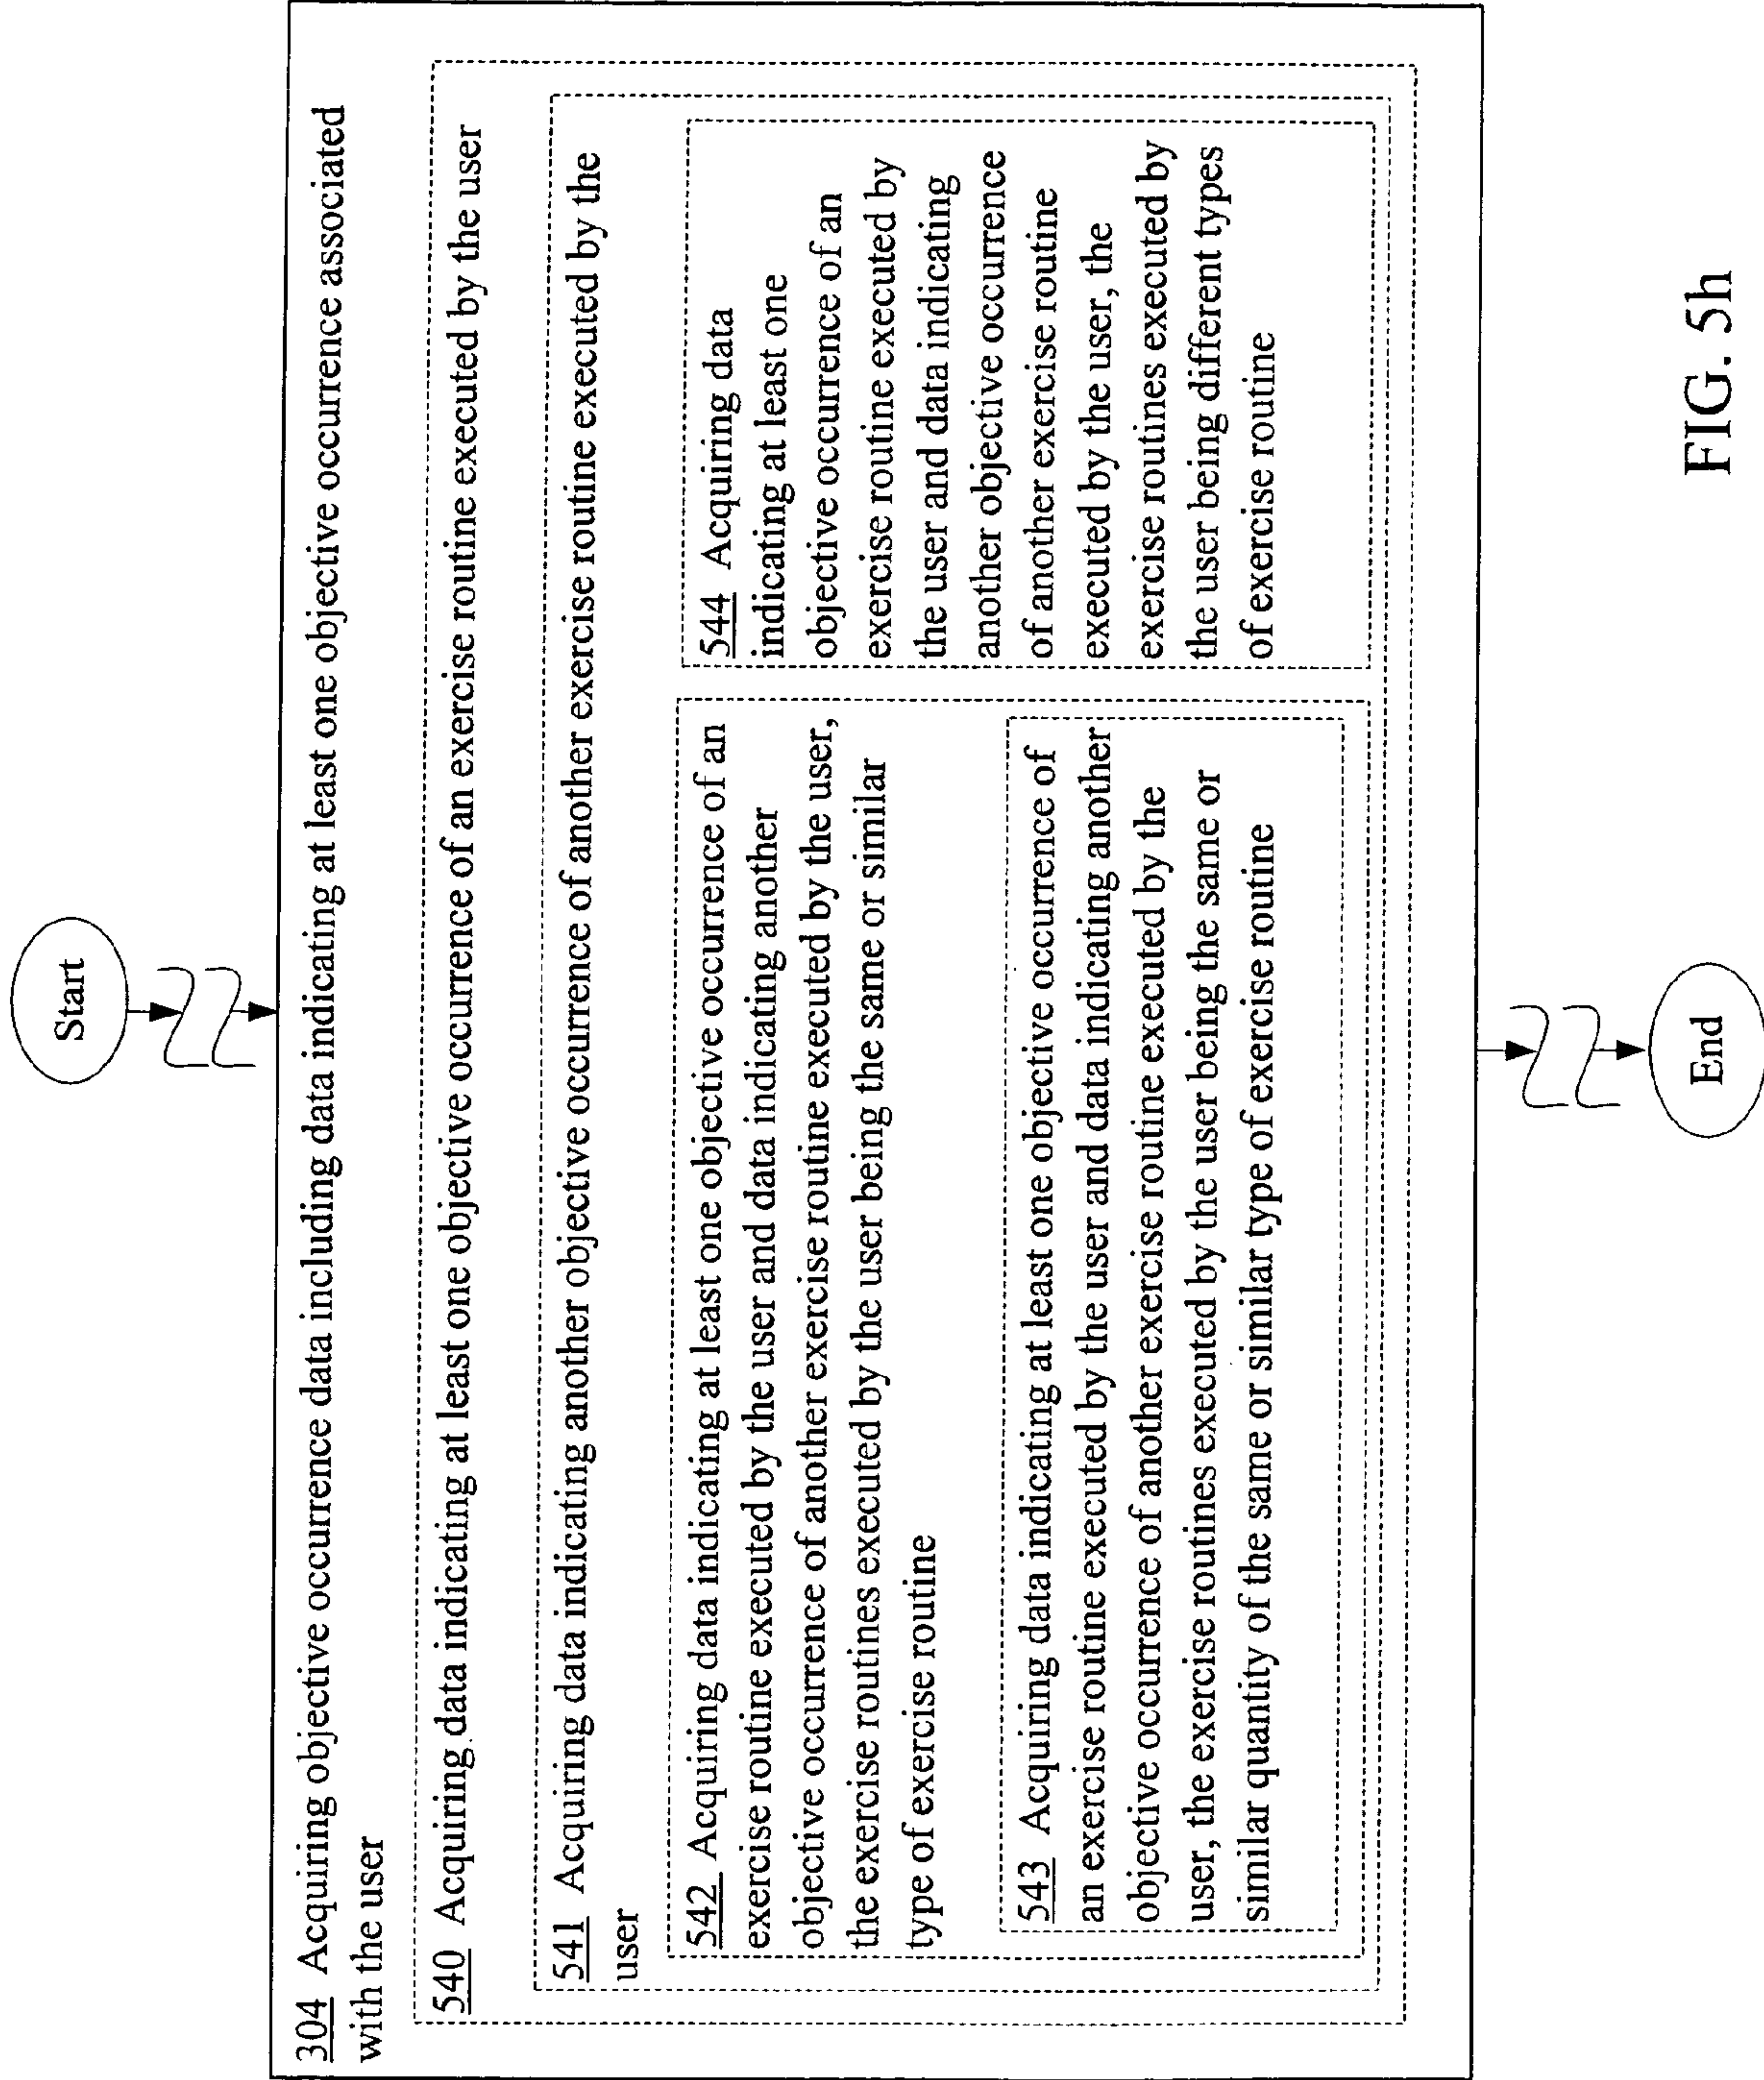 Start
304 Acquiring objective occurrence data including data indicating at least one objective occurrence associated
with the user
540 Acquiring data indicating at least one objective occurrence of an exercise routine executed by the user
541 Acquiring data indicating another objective occurrence of another exercise routine executed by the
user
542 Acquiring data indicating at least one objective occurrence of an
exercise routine executed by the user and data indicating another
objective occurrence of another exercise routine executed by the user,
the exercise routines executed by the user being the same or similar
type of exercise routine
543 Acquiring data indicating at least one objective occurrence of
an exercise routine executed by the user and data indicating another
objective occurrence of another exercise routine executed by the
user, the exercise routines executed by the user being the same or
similar quantity of the same or similar type of exercise routine
544 Acquiring data
indicating at least one
objective occurrence of an
exercise routine executed by
the user and data indicating
another objective occurrence
of another exercise routine
executed by the user, the
exercise routines executed by
the user being different types
of exercise routine
End
FIG. 5h